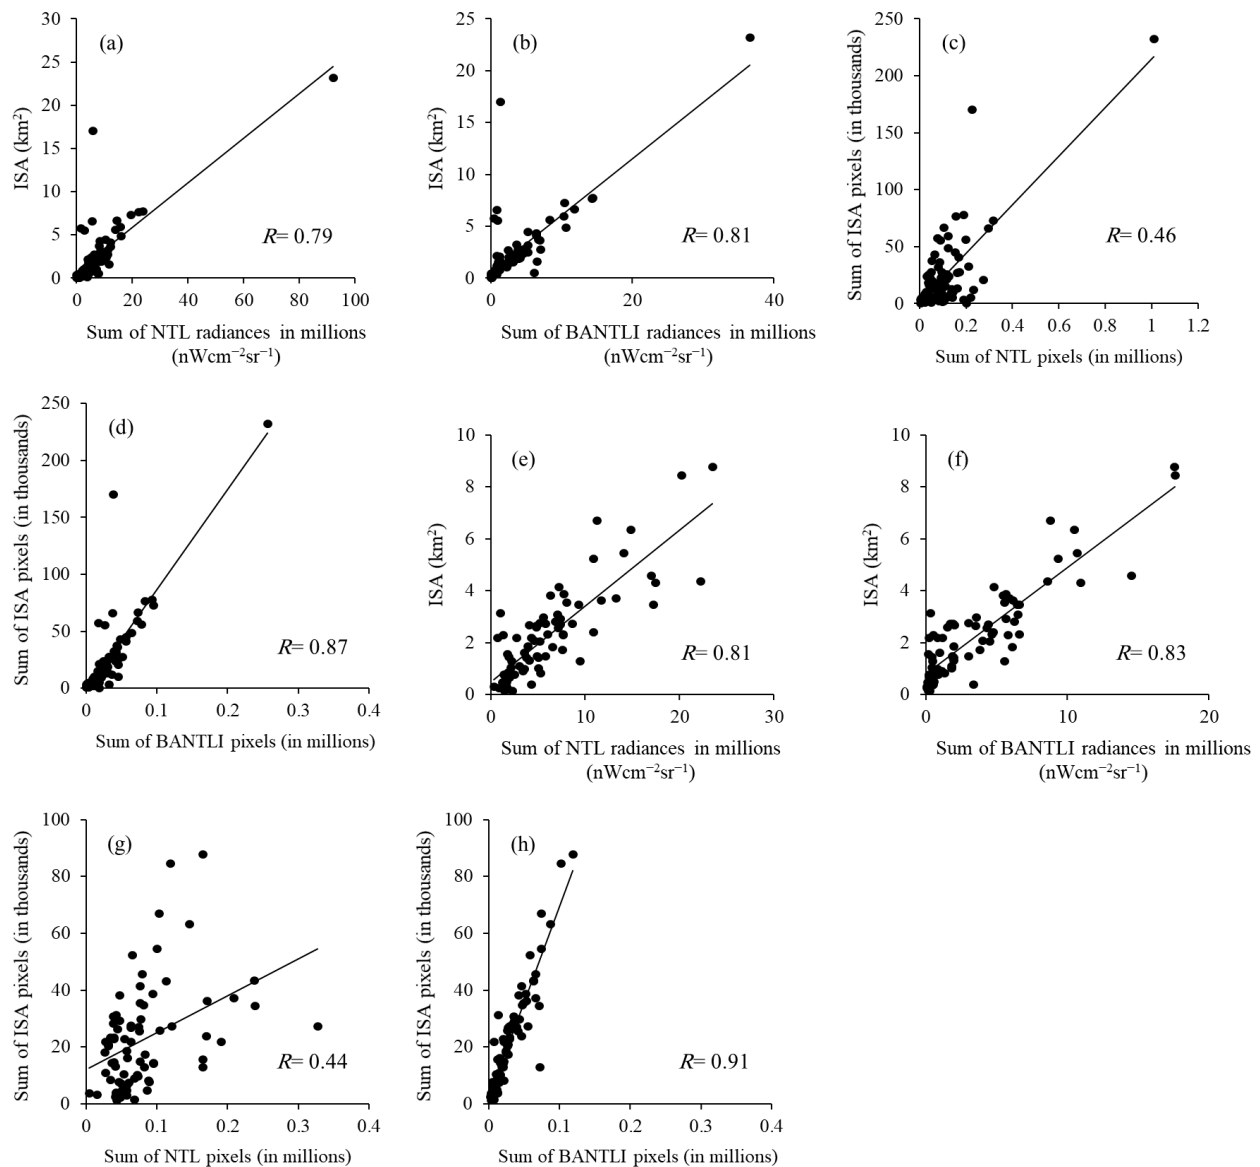 (a)
ISA (km²)
30
25
20
15
10
5
0
0 20 40 60 80 100
R= 0.79
Sum of NTL radiances in millions
(nWcm⁻²sr⁻¹)
(b)
ISA (km²)
25
20
15
10
5
0
0 20 40
R= 0.81
Sum of BANTLI radiances in millions
(nWcm⁻²sr⁻¹)
(c)
Sum of ISA pixels (in thousands)
250
200
150
100
50
0
0 0.2 0.4 0.6 0.8 1 1.2
R= 0.46
Sum of NTL pixels (in millions)
(d)
Sum of ISA pixels (in thousands)
250
200
150
100
50
0
0 0.1 0.2 0.3 0.4
R= 0.87
Sum of BANTLI pixels (in millions)
(e)
ISA (km²)
10
8
6
4
2
0
0 10 20 30
R= 0.81
Sum of NTL radiances in millions
(nWcm⁻²sr⁻¹)
(f)
ISA (km²)
10
8
6
4
2
0
0 10 20
R= 0.83
Sum of BANTLI radiances in millions
(nWcm⁻²sr⁻¹)
(g)
Sum of ISA pixels (in thousands)
100
80
60
40
20
0
0 0.1 0.2 0.3 0.4
R= 0.44
Sum of NTL pixels (in millions)
(h)
Sum of ISA pixels (in thousands)
100
80
60
40
20
0
0 0.1 0.2 0.3 0.4
R= 0.91
Sum of BANTLI pixels (in millions)